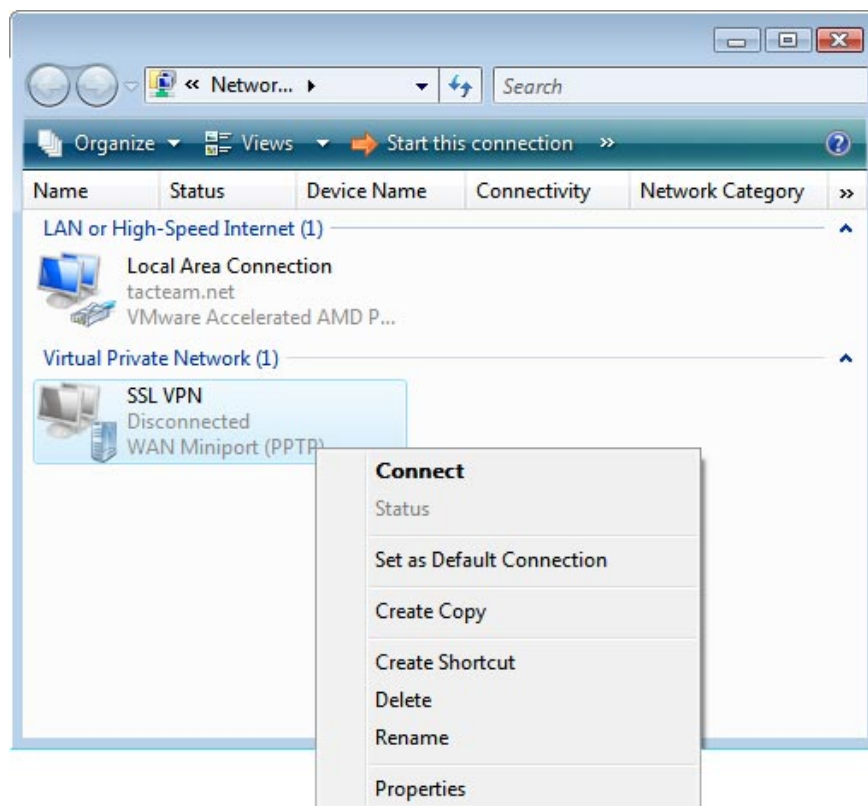 « Networ...
Search
Organize Views Start this connection »
Name Status Device Name Connectivity Network Category »
LAN or High-Speed Internet (1)
Local Area Connection
tacteam.net
VMware Accelerated AMD P...
Virtual Private Network (1)
SSL VPN
Disconnected
WAN Miniport (PPTP)
Connect
Status
Set as Default Connection
Create Copy
Create Shortcut
Delete
Rename
Properties